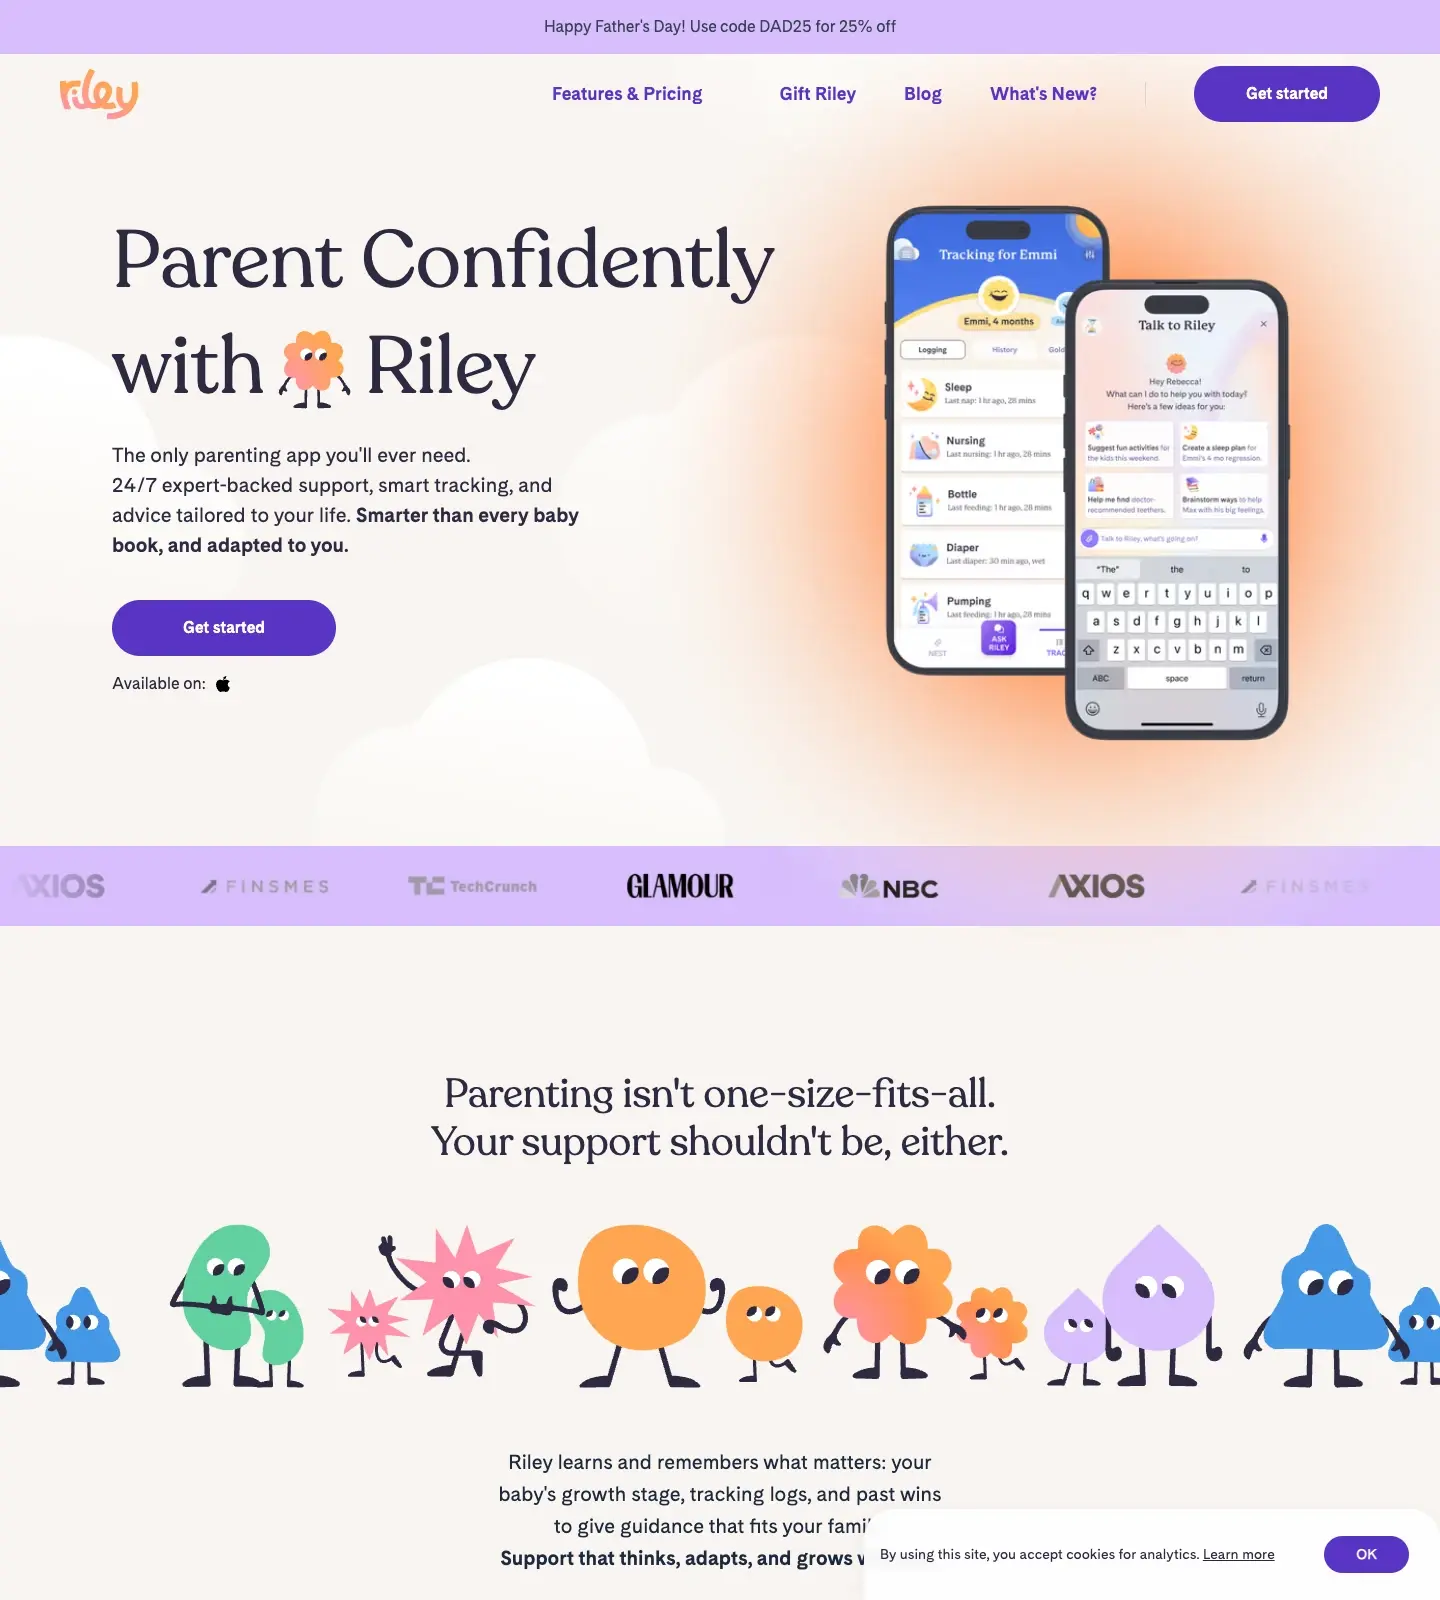 Happy Father's Day! Use code DAD25 for 25% off
riley
Features & Pricing
Gift Riley
Blog
What's New?
Get started
Parent Confidently
with Riley
The only parenting app you'll ever need.
24/7 expert-backed support, smart tracking, and
advice tailored to your life. Smarter than every baby
book, and adapted to you.
Get started
Available on:
Tracking for Emmi
Emmi, 4 months
Logging
History
Gold
Sleep
Last nap: 1 hr ago, 28 mins
Nursing
Last nursing: 1 hr ago, 28 mins
Bottle
Last feeding: 1 hr ago, 28 mins
Diaper
Last diaper: 30 min ago, wet
Pumping
Last feeding: 1 hr ago, 28 mins
NEST
ASK
RILEY
TRAC
Talk to Riley
Hey Rebecca!
What can I do to help you with today?
Here's a few ideas for you:
Suggest fun activities for
the kids this weekend.
Create a sleep plan for
Emmi's 4 mo regression.
Help me find doctor-
recommended teethers.
Brainstorm ways to help
Max with his big feelings.
Talk to Riley, what's going on?
"The"
the
to
q w e r t y u i o p
a s d f g h j k l
z x c v b n m
ABC
space
return
AXIOS
FINSMES
TC TechCrunch
GLAMOUR
NBC
AXIOS
FINSMES
Parenting isn't one-size-fits-all.
Your support shouldn't be, either.
Riley learns and remembers what matters: your
baby's growth stage, tracking logs, and past wins
to give guidance that fits your famil
Support that thinks, adapts, and grows
By using this site, you accept cookies for analytics. Learn more
OK